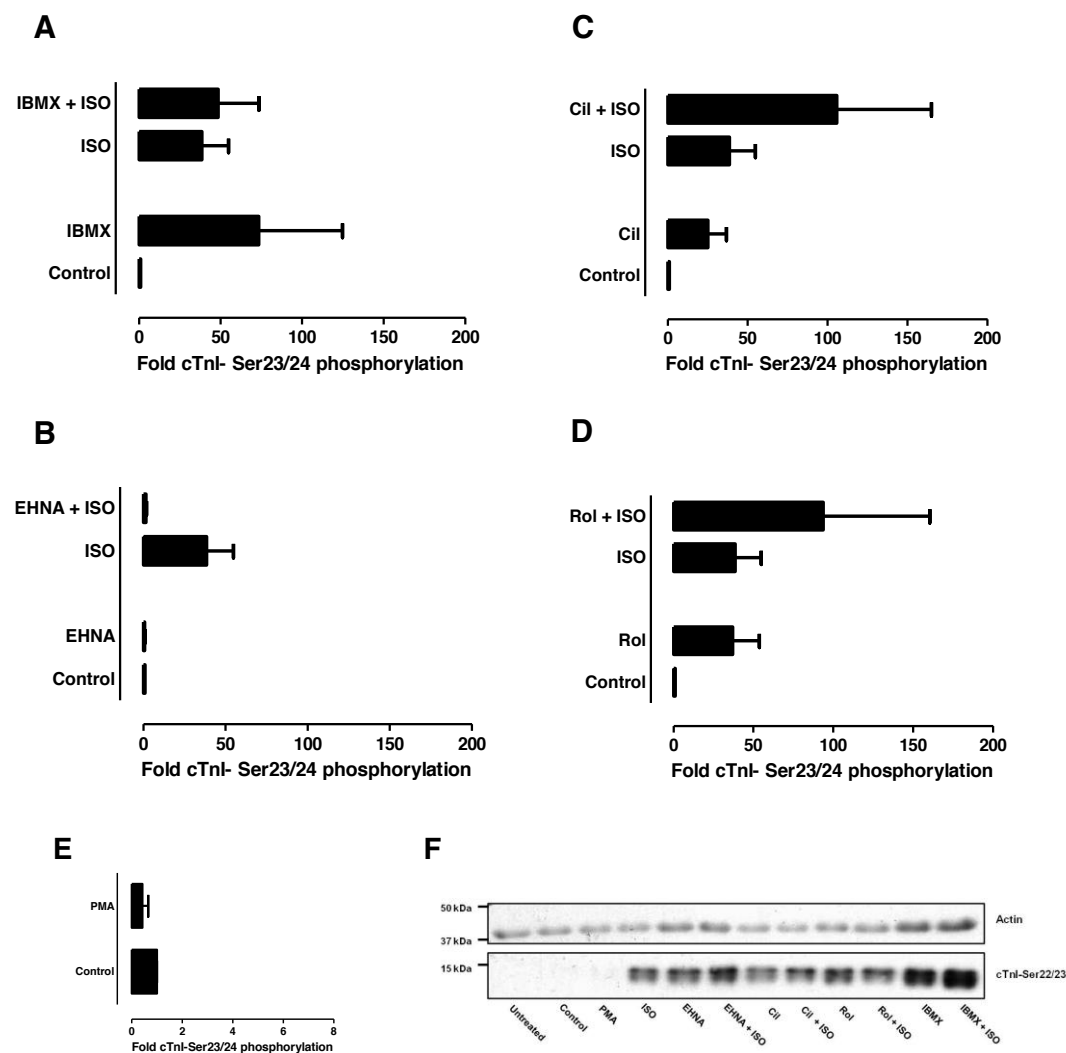 A
IBMX + ISO
ISO
IBMX
Control
0 50 100 150 200
Fold cTnI- Ser23/24 phosphorylation
C
Cil + ISO
ISO
Cil
Control
0 50 100 150 200
Fold cTnI- Ser23/24 phosphorylation
B
EHNA + ISO
ISO
EHNA
Control
0 50 100 150 200
Fold cTnI- Ser23/24 phosphorylation
D
Rol + ISO
ISO
Rol
Control
0 50 100 150 200
Fold cTnI- Ser23/24 phosphorylation
E
PMA
Control
0 2 4 6 8
Fold cTnI-Ser23/24 phosphorylation
F
50 kDa
37 kDa
Actin
15 kDa
cTnI-Ser22/23
Untreated
Control
PMA
ISO
EHNA
EHNA + ISO
Cil
Cil + ISO
Rol
Rol + ISO
IBMX
IBMX + ISO